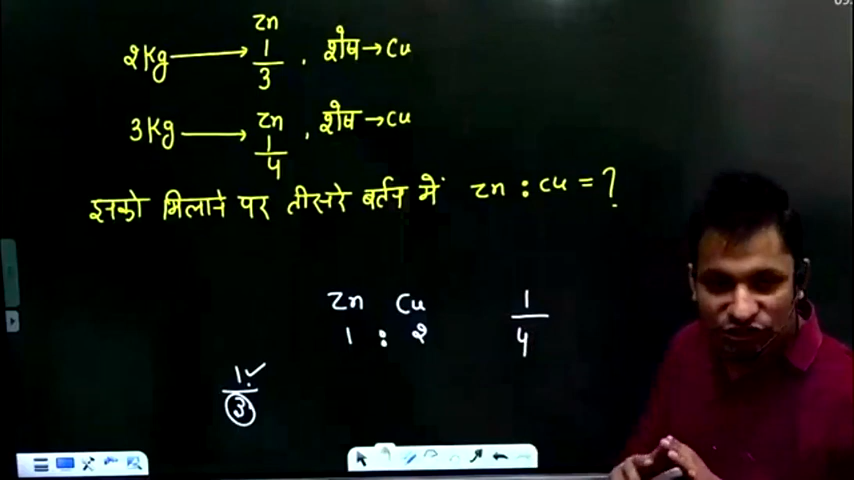 Zn
2Kg → 1/3 , शेष → Cu
Zn
3Kg → 1/4 , शेष → Cu
इनको मिलाने पर तीसरे बर्तन में Zn : Cu = ?
Zn Cu 1/4
1 : 2
1/3 ✓